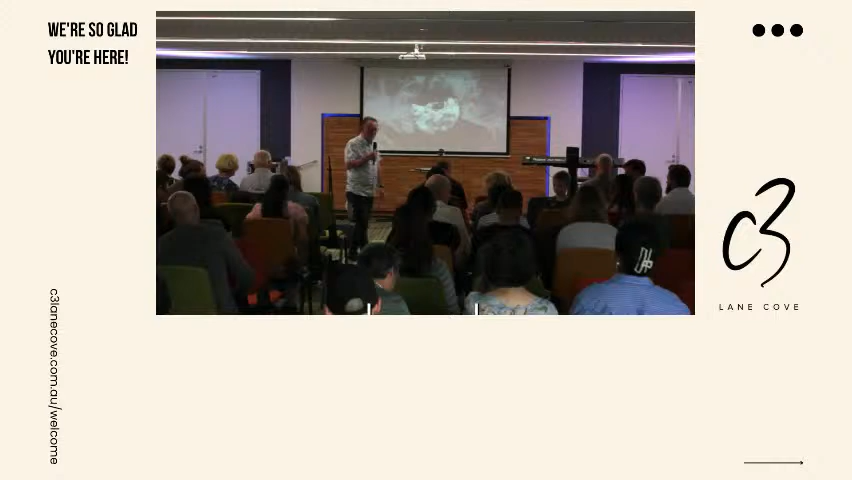 WE'RE SO GLAD
YOU'RE HERE!
c3
LANE COVE
c3lanecove.com.au/welcome